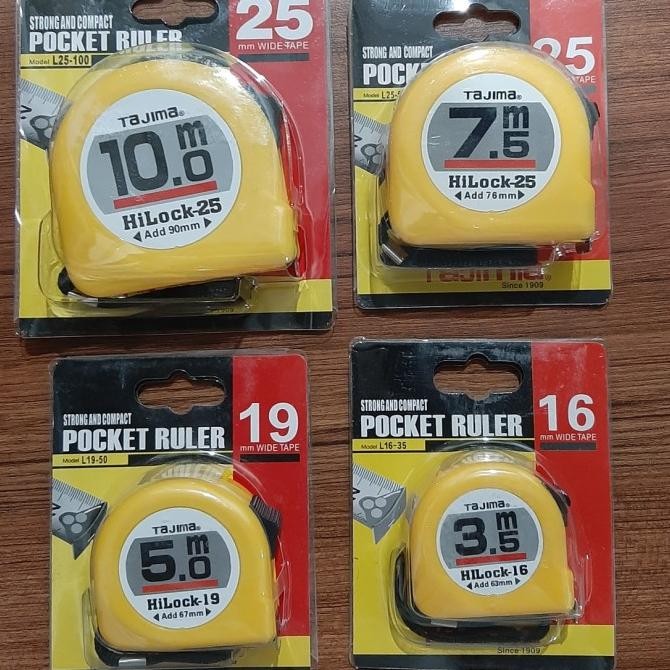 STRONG AND COMPACT
POCKET RULER
Model L25-100
25
mm WIDE TAPE
TaJima®
10.0 m
HiLock-25
◀ Add 90mm ▶
STRONG AND COMPACT
25
TaJima®
7.5 m
HiLock-25
◀ Add 76mm ▶
TaJima®
Since 1909
STRONG AND COMPACT
POCKET RULER
Model L19-50
19
mm WIDE TAPE
TaJima®
5.0 m
HiLock-19
◀ Add 67mm ▶
STRONG AND COMPACT
POCKET RULER
Model L16-35
16
mm WIDE TAPE
TaJima®
3.5 m
HiLock-16
◀ Add 63mm ▶
Since 1909